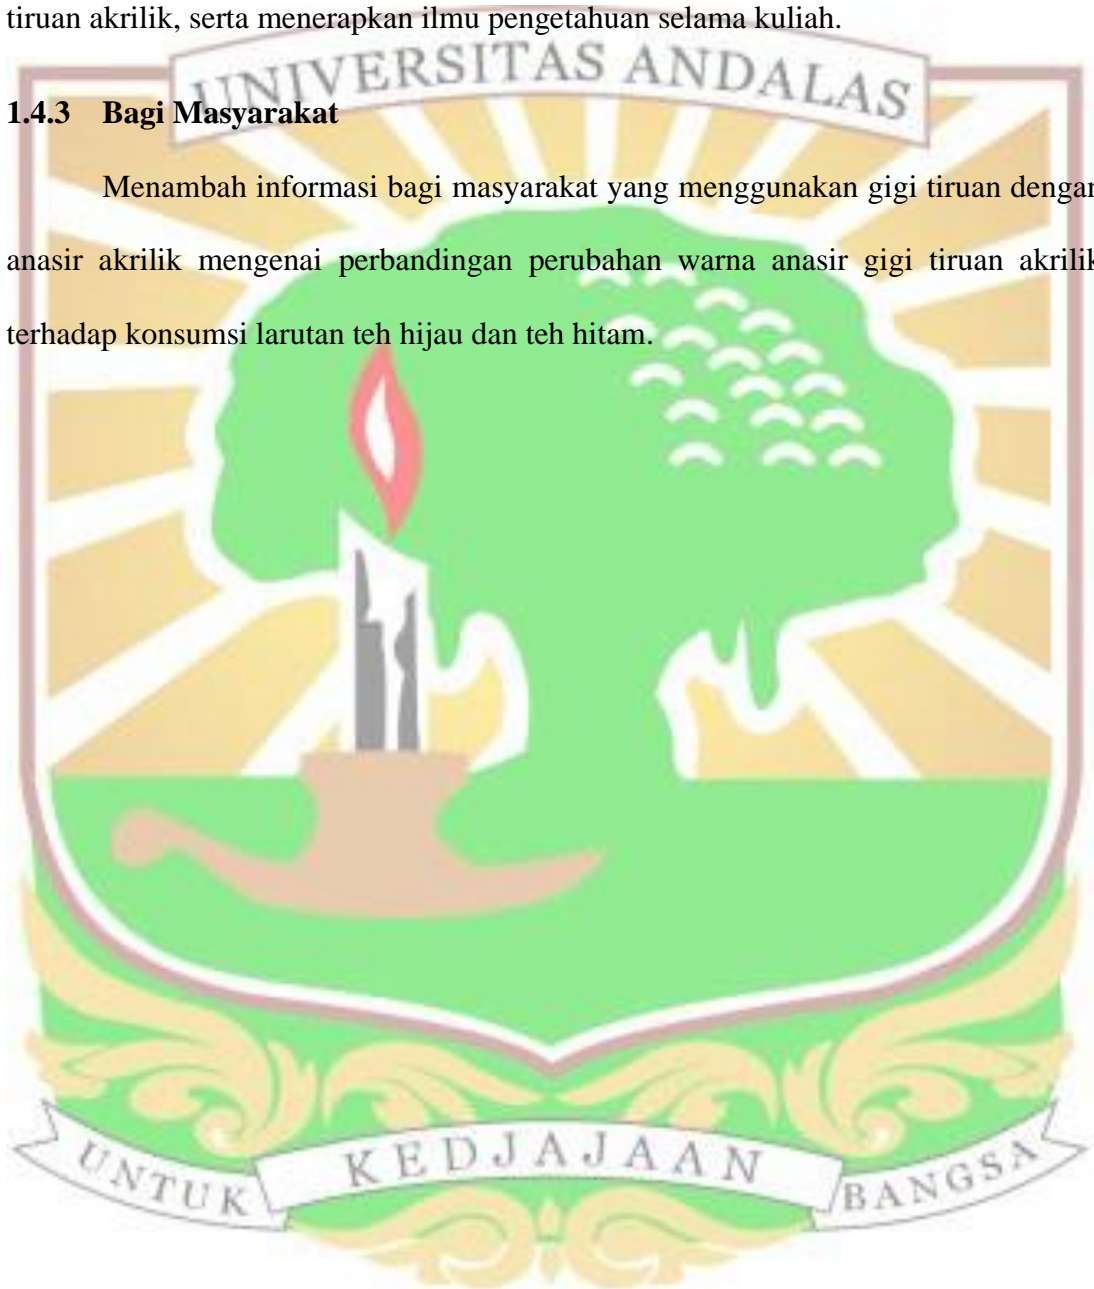 tiruan akrilik, serta menerapkan ilmu pengetahuan selama kuliah.
UNIVERSITAS ANDALAS
1.4.3 Bagi Masyarakat
Menambah informasi bagi masyarakat yang menggunakan gigi tiruan dengan
anasir akrilik mengenai perbandingan perubahan warna anasir gigi tiruan akrilik
terhadap konsumsi larutan teh hijau dan teh hitam.
UNTUK KEDJAJAAN BANGSA